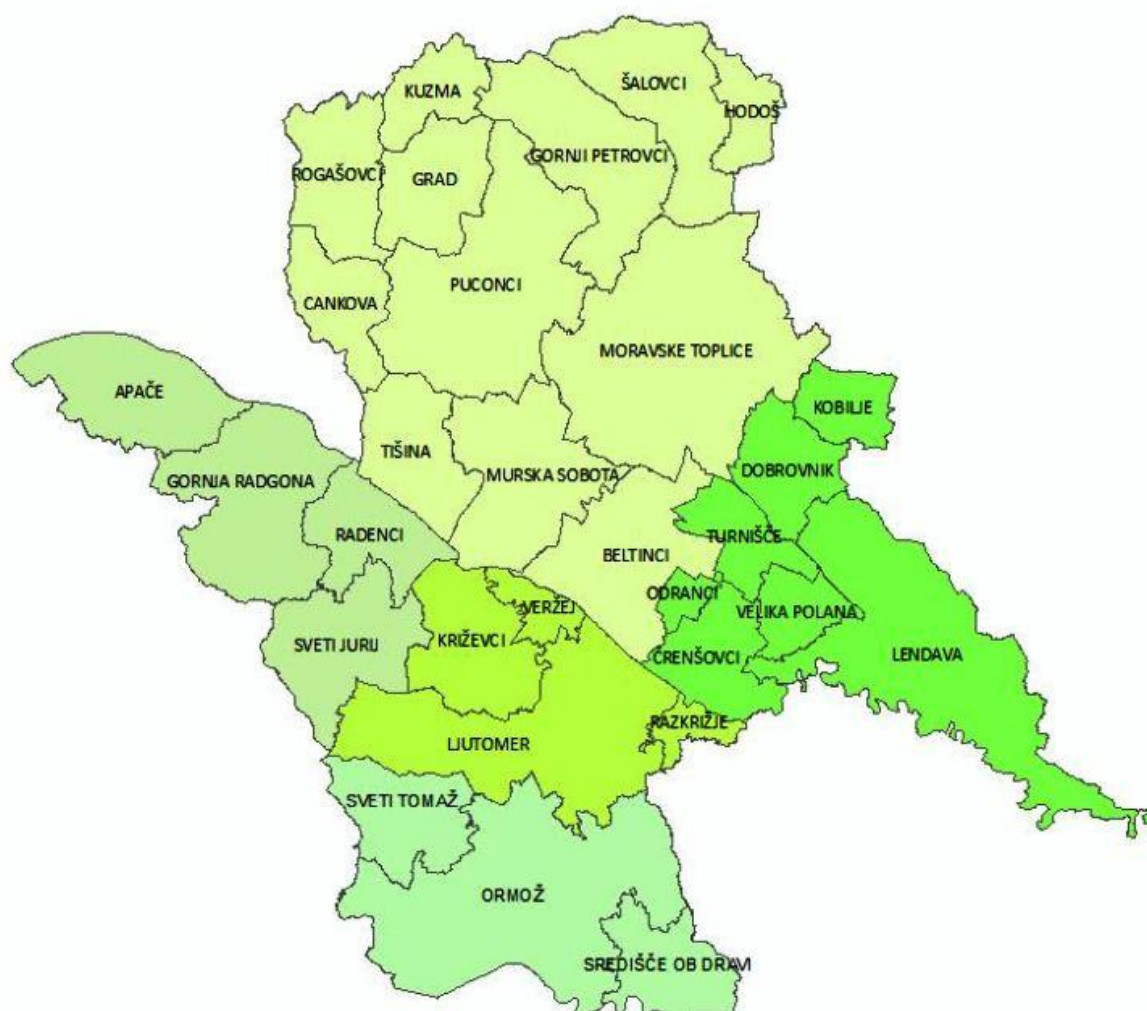 KUZMA
ŠALOVCI
HODOŠ
ROGAŠOVCI
GRAD
GORNJI PETROVCI
CANKOVA
PUCONCI
MORAVSKE TOPLICE
APAČE
KOBILJE
TIŠINA
MURSKA SOBOTA
DOBROVNIK
GORNJA RADGONA
RADENCI
TURNIŠČE
BELTINCI
ODRANCI
VERŽEJ
VELIKA POLANA
SVETI JURIJ
KRIŽEVCI
ČRENŠOVCI
LENDAVA
RAZKRIŽJE
LJUTOMER
SVETI TOMAŽ
ORMOŽ
SREDIŠČE OB DRAVI